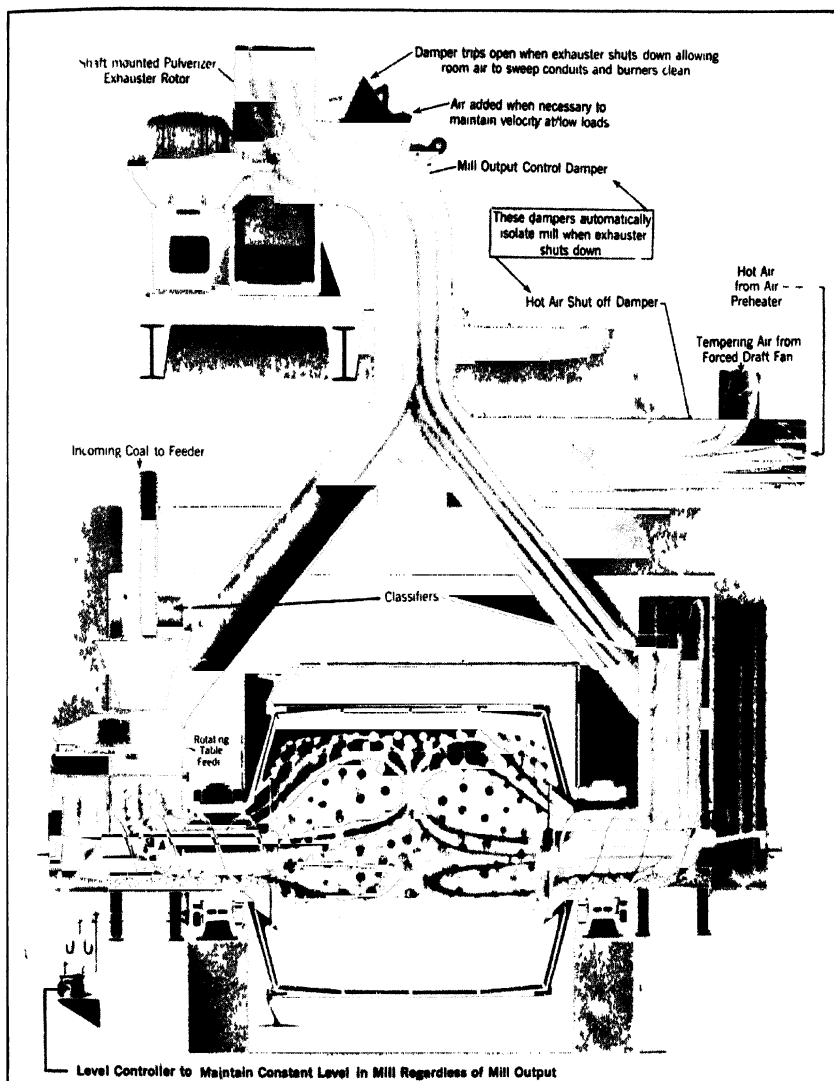 Shaft mounted Pulverizer
Exhauster Rotor
Damper trips open when exhauster shuts down allowing
room air to sweep conduits and burners clean
Air added when necessary to
maintain velocity at/low loads
Mill Output Control Damper
These dampers automatically
isolate mill when exhauster
shuts down
Hot Air
from Air
Preheater
Hot Air Shut off Damper
Tempering Air from
Forced Draft Fan
Incoming Coal to Feeder
Classifiers
Rotating
Table
Level Controller to Maintain Constant Level in Mill Regardless of Mill Output